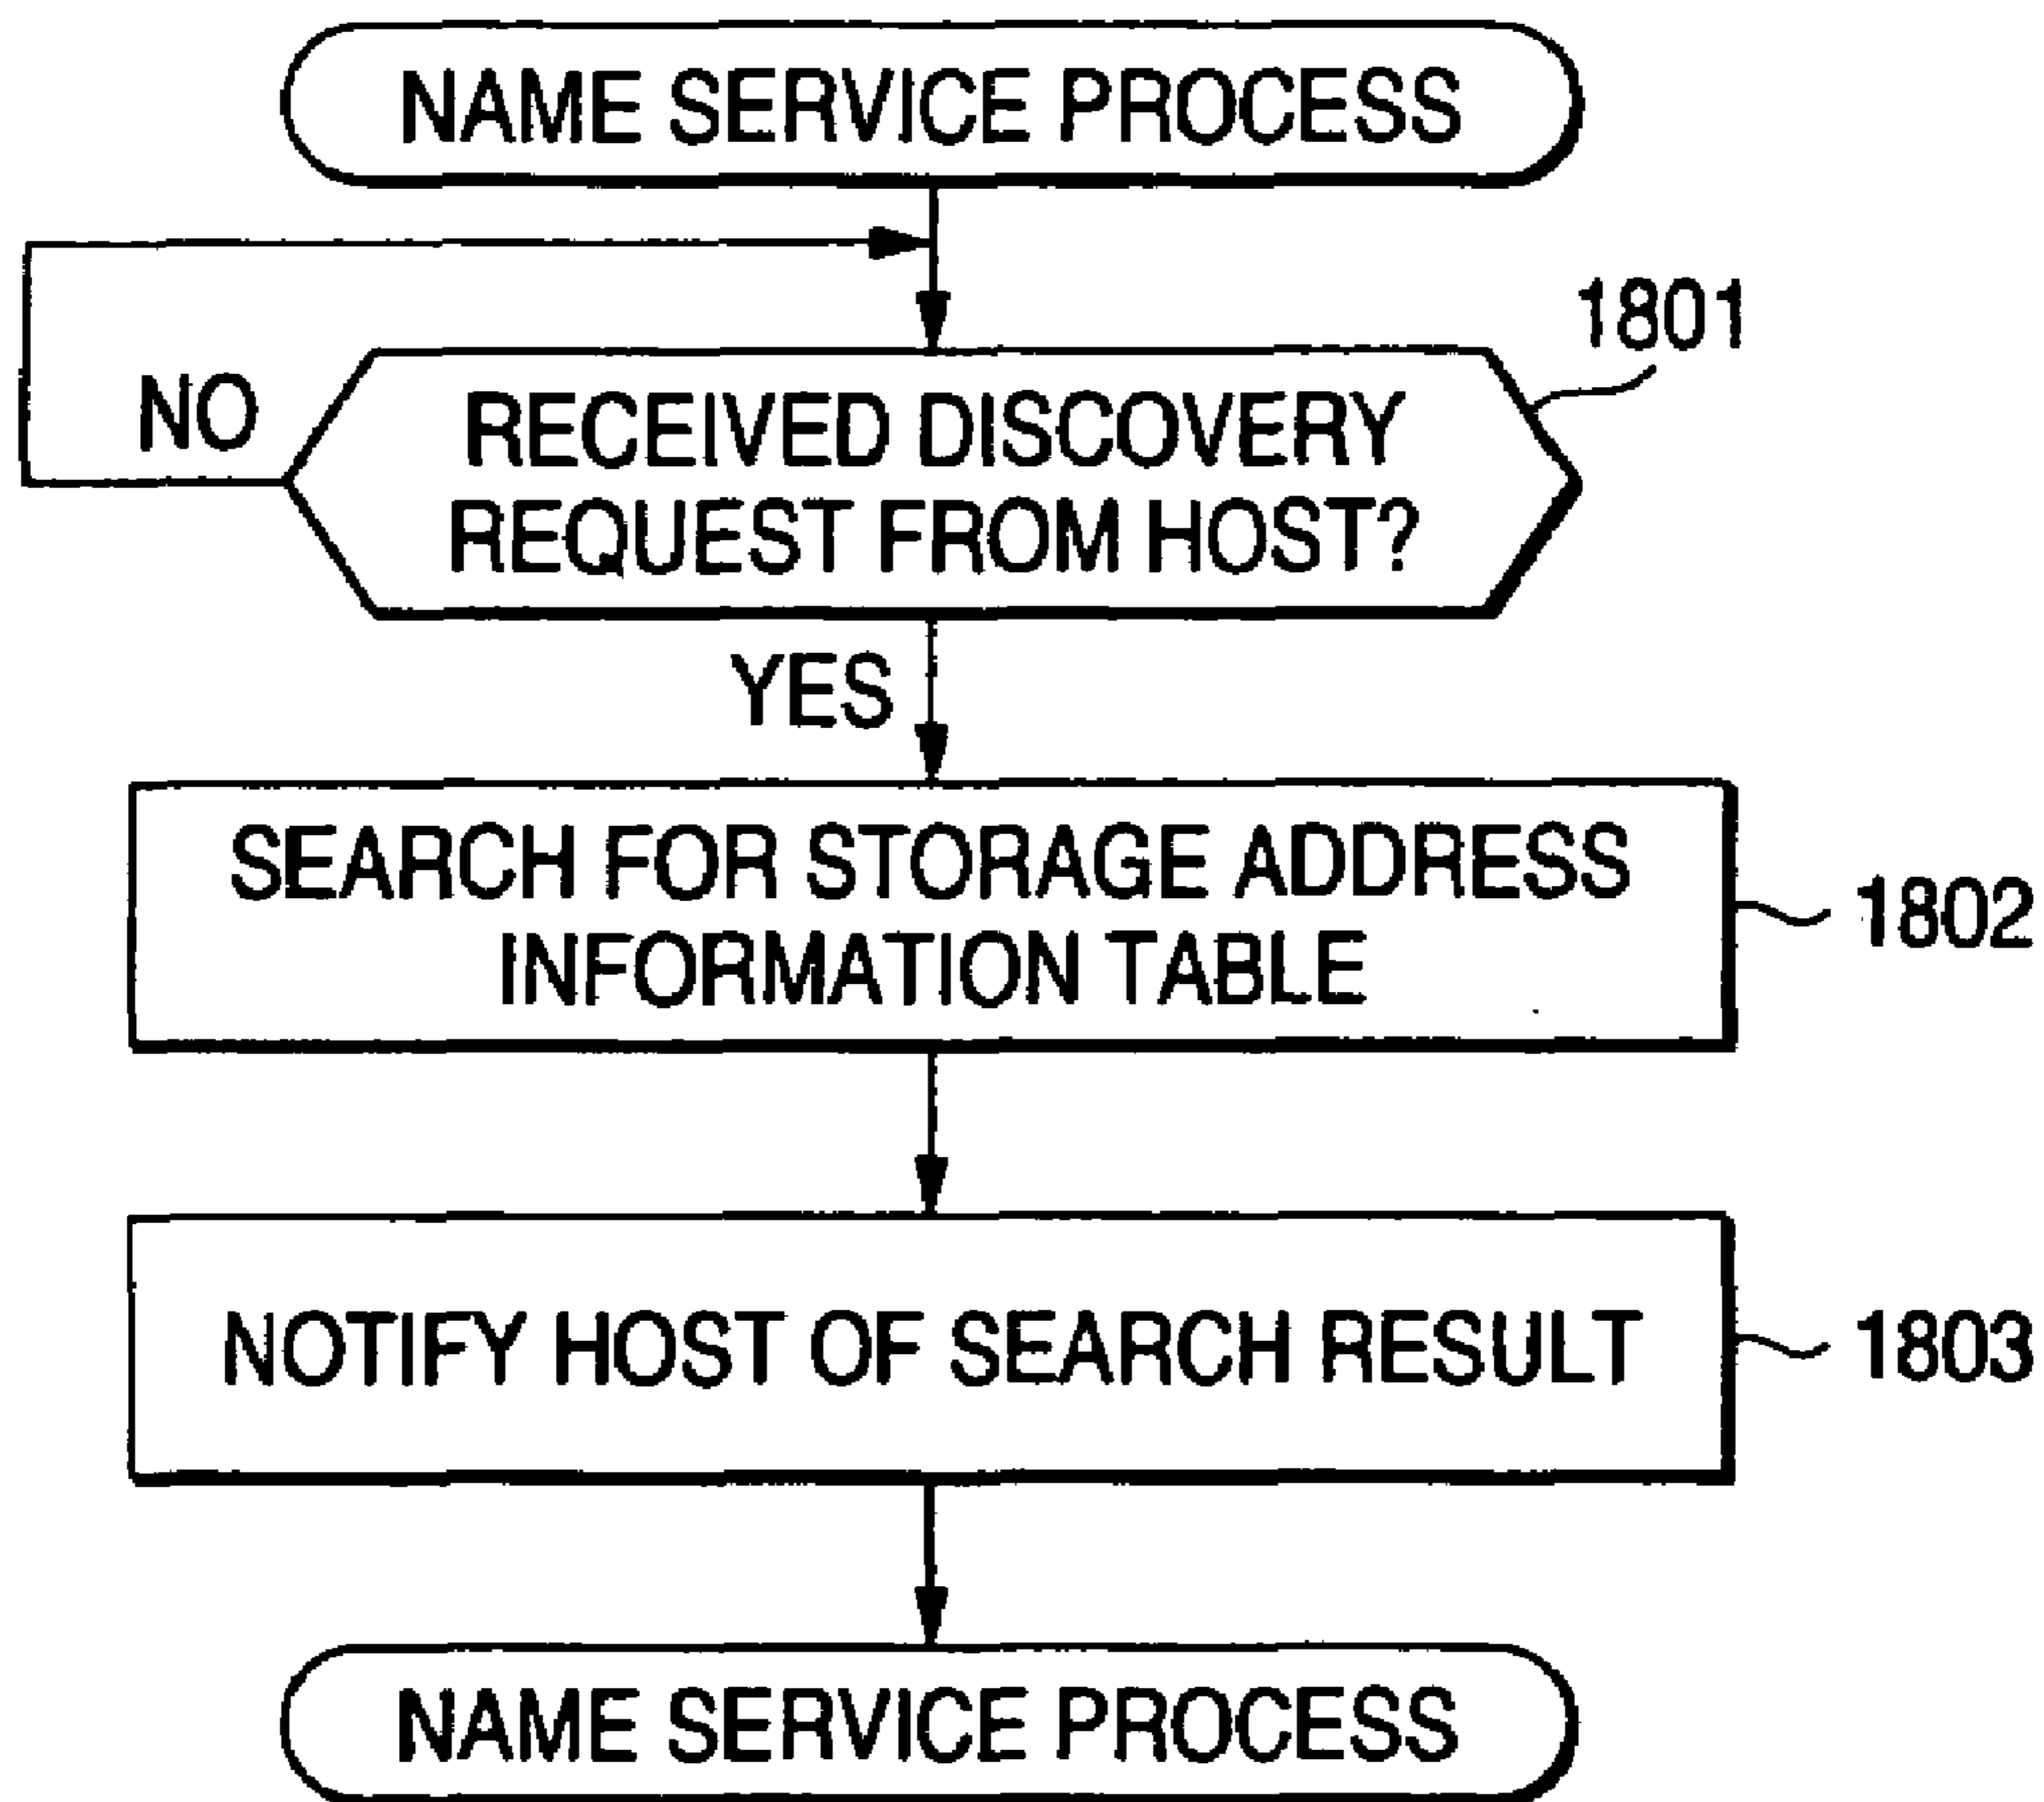 NAME SERVICE PROCESS
1801
NO
RECEIVED DISCOVERY
REQUEST FROM HOST?
YES
SEARCH FOR STORAGE ADDRESS
INFORMATION TABLE
1802
NOTIFY HOST OF SEARCH RESULT
1803
NAME SERVICE PROCESS